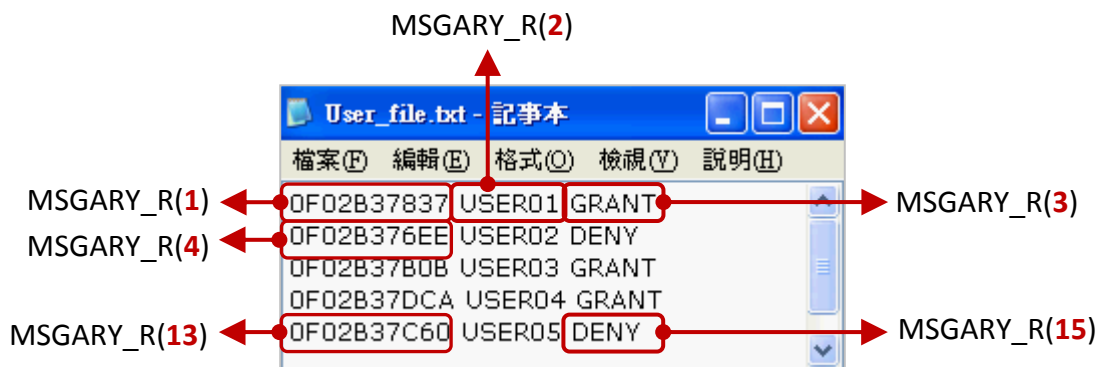 MSGARY_R(2)
User_file.txt - 記事本
檔案(F) 編輯(E) 格式(O) 檢視(V) 説明(H)
MSGARY_R(1) 0F02B37837 USER01 GRANT MSGARY_R(3)
MSGARY_R(4) 0F02B376EE USER02 DENY
0F02B37B0B USER03 GRANT
0F02B37DCA USER04 GRANT
MSGARY_R(13) 0F02B37C60 USER05 DENY MSGARY_R(15)